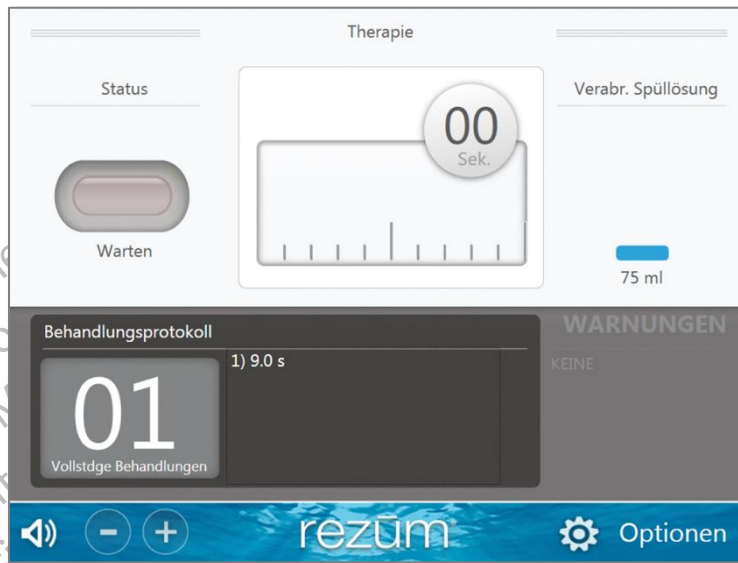 Therapie
Status
Verabr. Spüllösung
00
Sek.
Warten
75 ml
Behandlungsprotokoll
WARNUNGEN
1) 9.0 s
KEINE
01
Vollstdge Behandlungen
- +
rezūm
Optionen